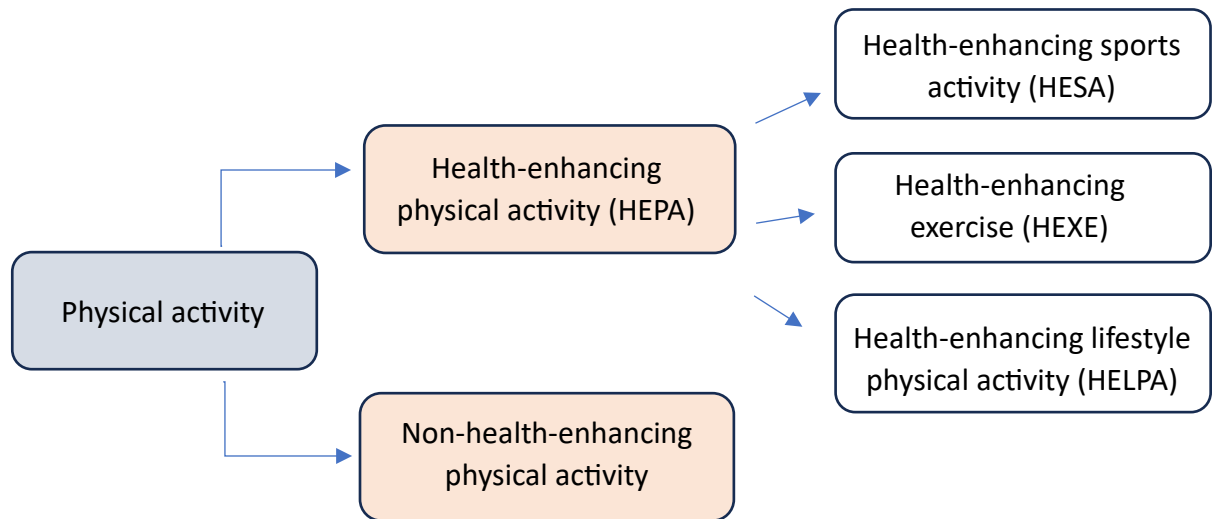 Physical activity
Health-enhancing
physical activity (HEPA)
Non-health-enhancing
physical activity
Health-enhancing sports
activity (HESA)
Health-enhancing
exercise (HEXE)
Health-enhancing lifestyle
physical activity (HELPA)